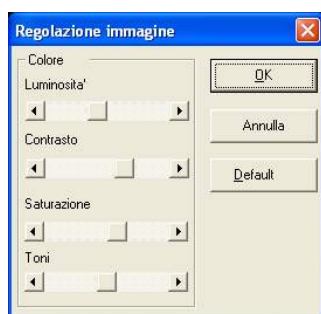 Regolazione immagine
Colore
Luminosita'
OK
Annulla
Contrasto
Default
Saturazione
Toni